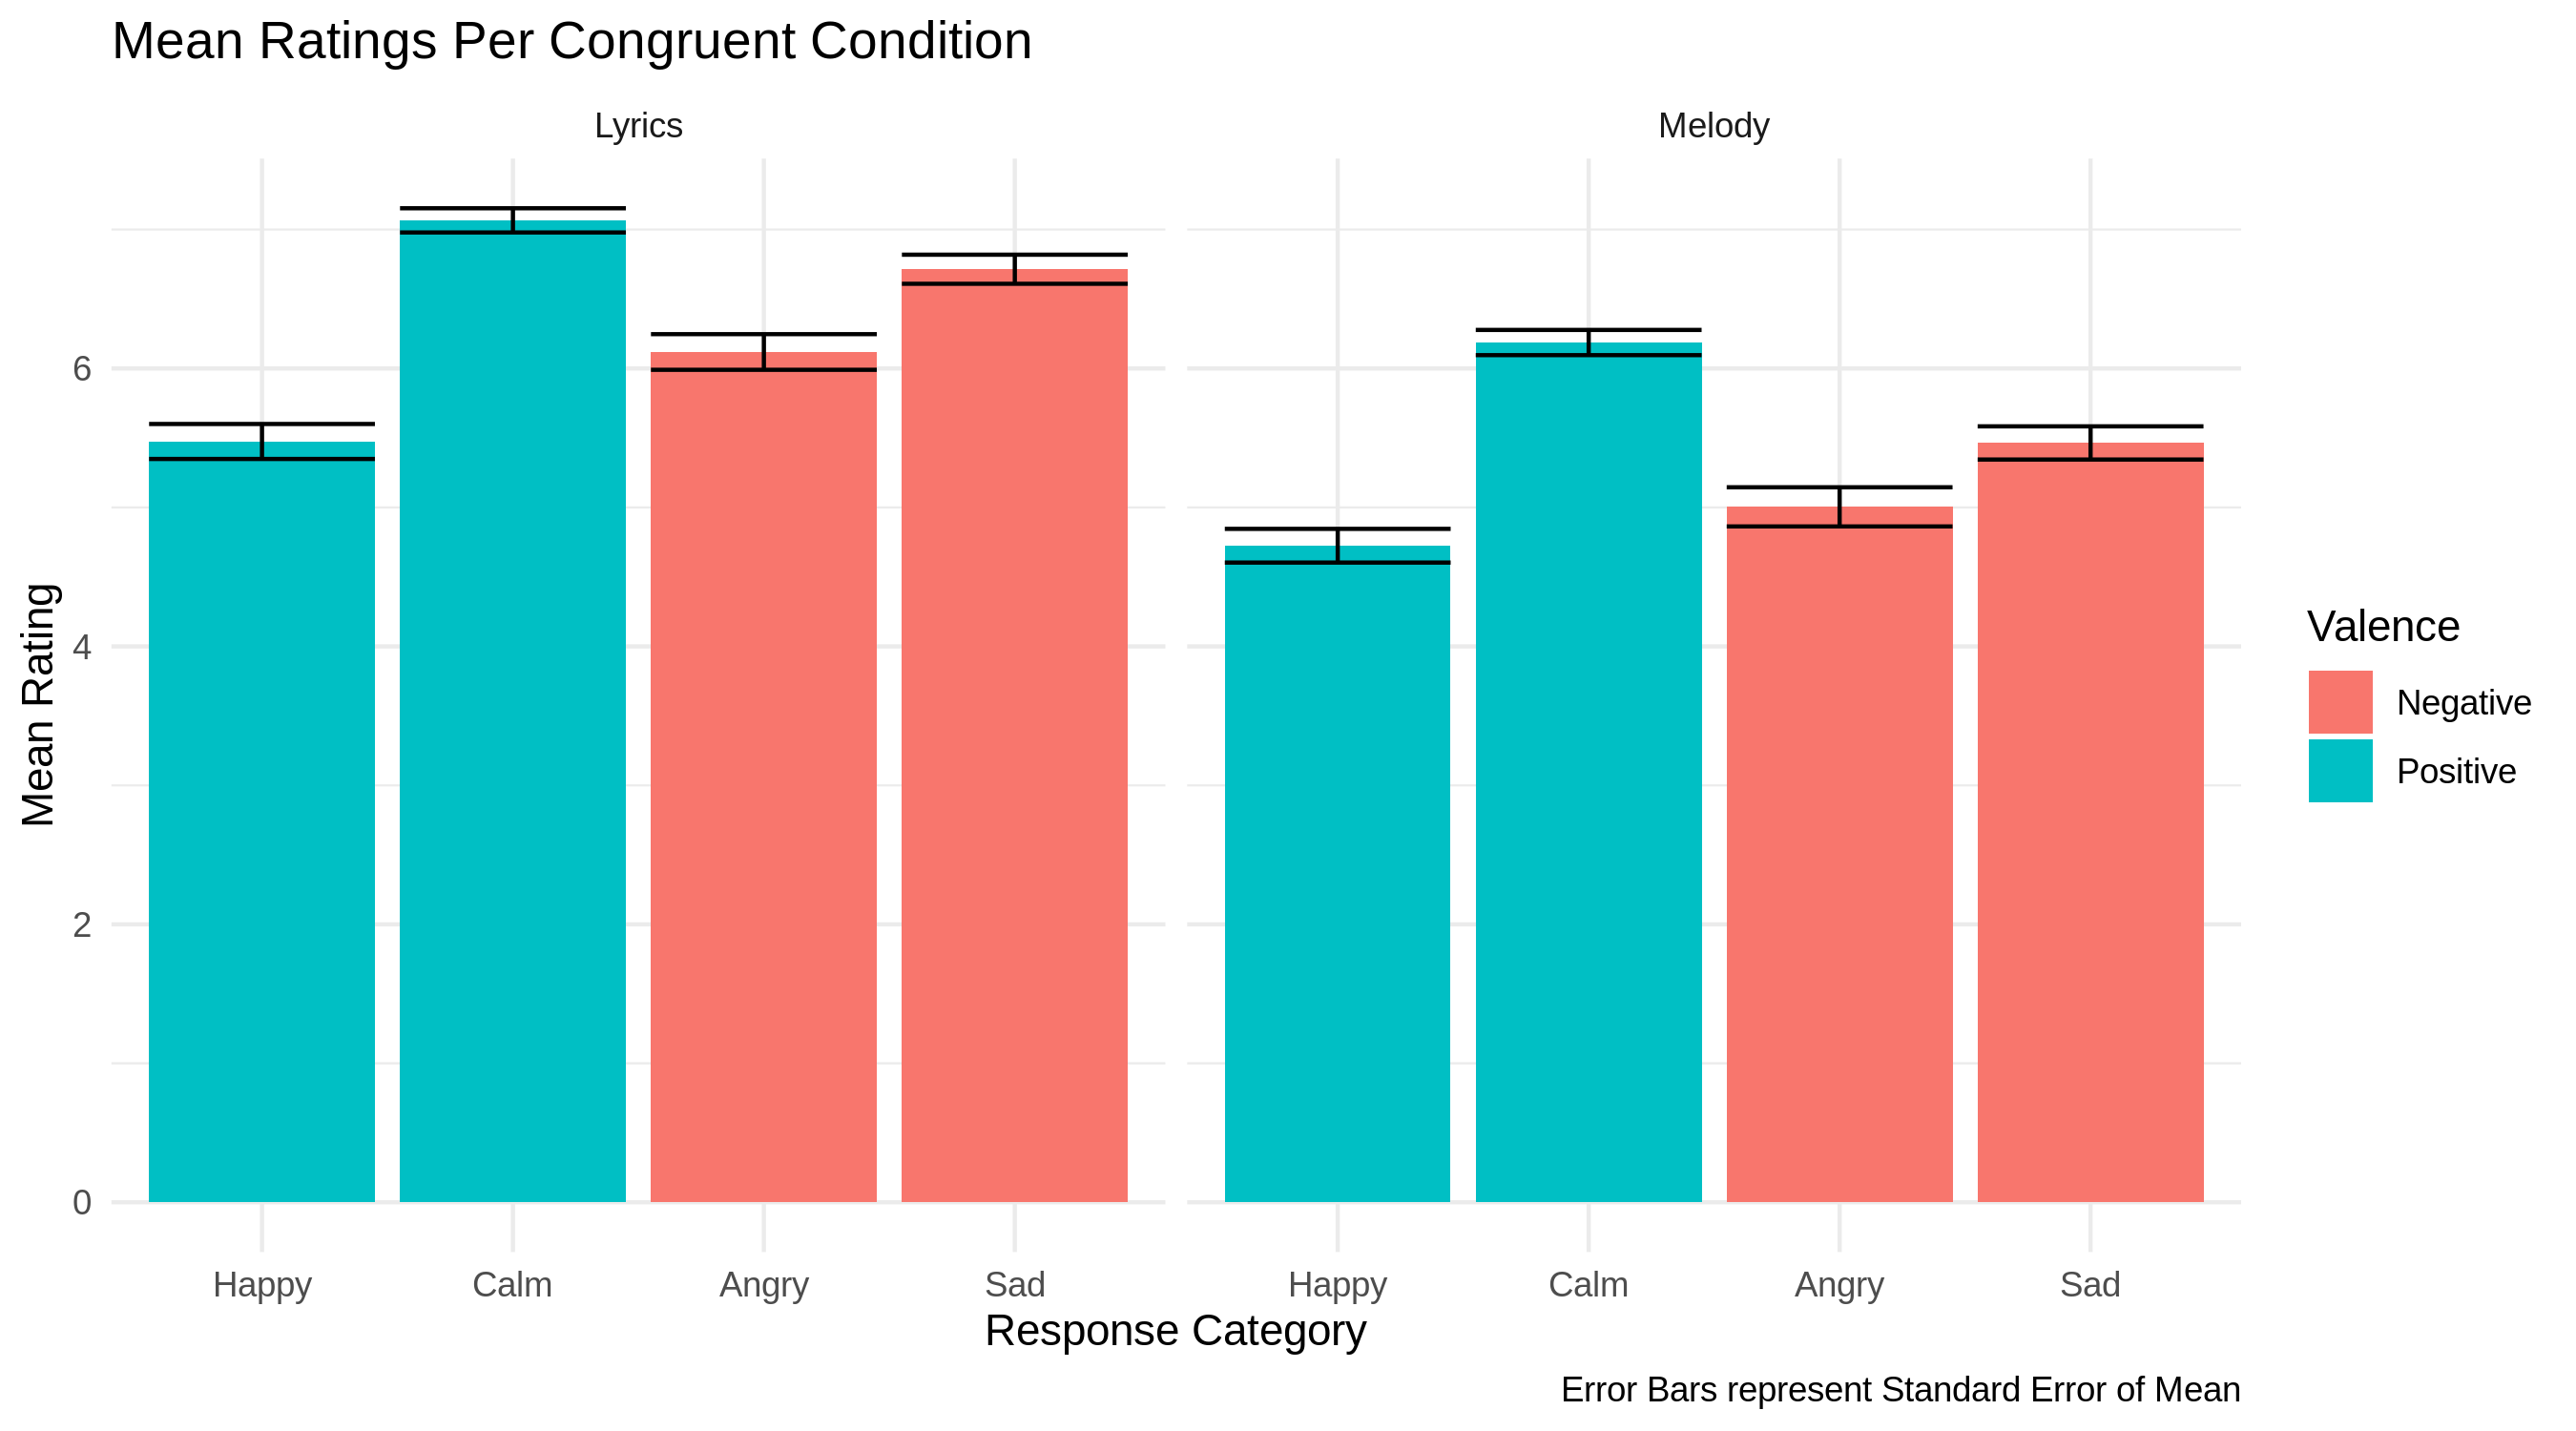 Mean Ratings Per Congruent Condition
Lyrics
Melody
Mean Rating
6
4
2
0
Happy
Calm
Angry
Sad
Happy
Calm
Angry
Sad
Response Category
Valence
Negative
Positive
Error Bars represent Standard Error of Mean